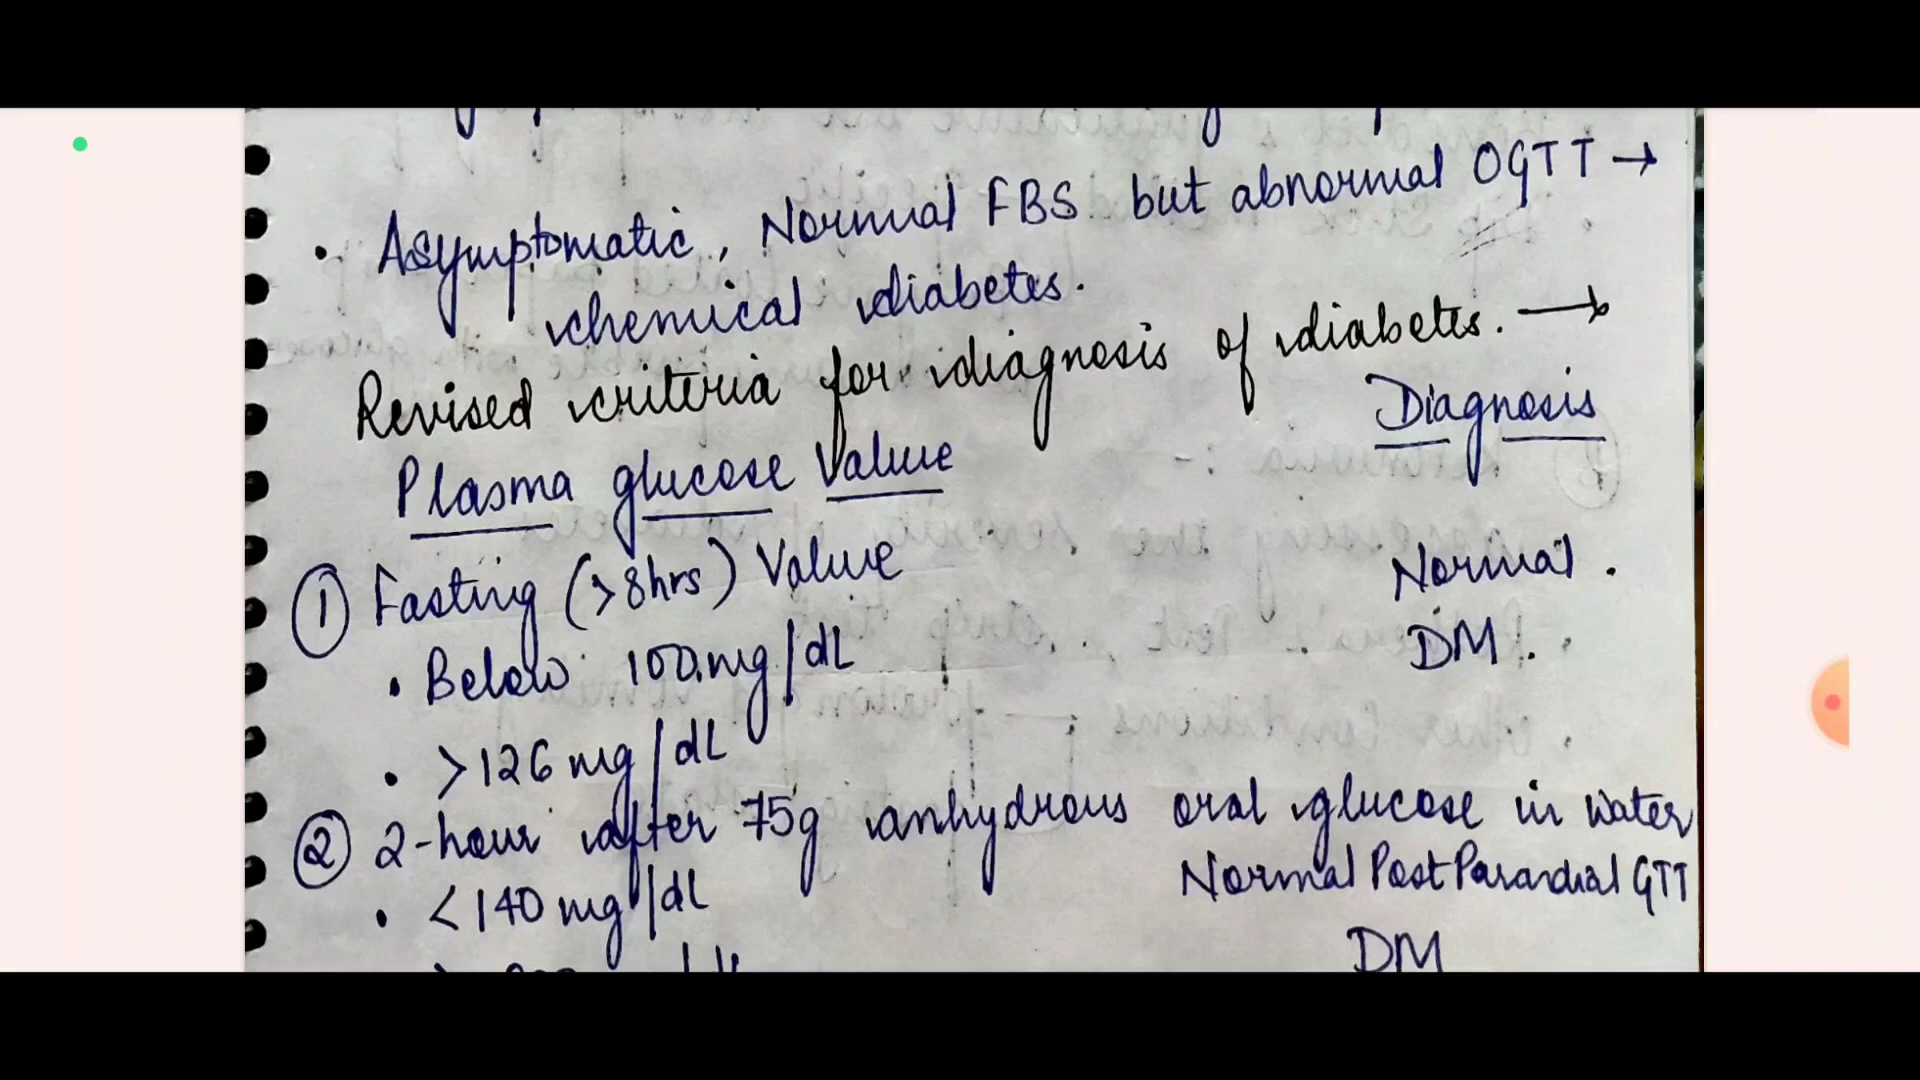 • Asymptomatic, Normal FBS but abnormal OGTT →
chemical diabetes.
Revised criteria for diagnosis of diabetes. →
Plasma glucose Value Diagnosis
① Fasting (>8hrs) Value
• Below 100 mg/dL Normal.
• >126 mg/dL DM.
② 2-hour after 75g anhydrous oral glucose in water
• <140 mg/dL Normal Post Parandial GTT
DM